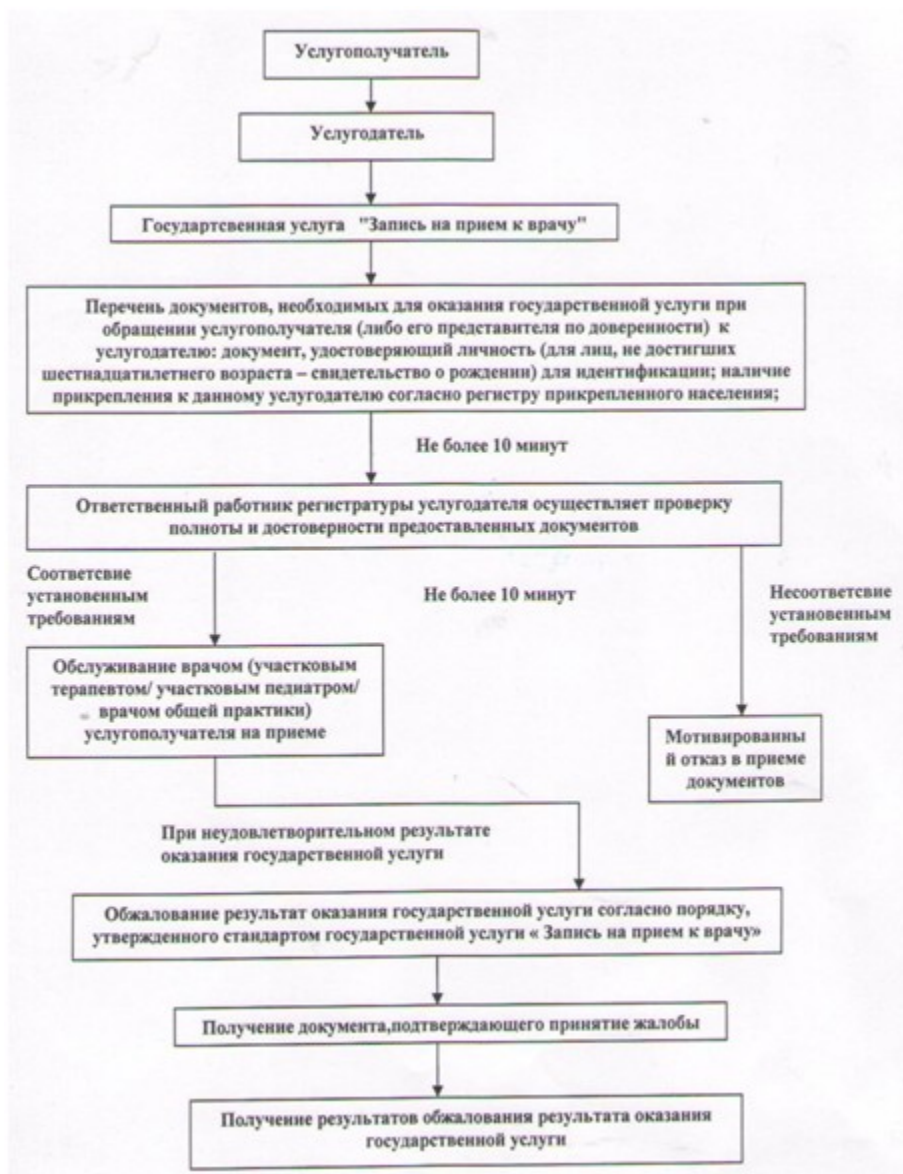 Услугополучатель
Услугодатель
Государтсвенная услуга "Запись на прием к врачу"
Перечень документов, необходимых для оказания государственной услуги при
обращении услугополучателя (либо его представителя по доверенности) к
услугодателю: документ, удостоверяющий личность (для лиц, не достигших
шестнадцатилетнего возраста – свидетельство о рождении) для идентификации; наличие
прикрепления к данному услугодателю согласно регистру прикрепленного населения;
Не более 10 минут
Ответственный работник регистратуры услугодателя осуществляет проверку
полноты и достоверности предоставленных документов
Соответсвие
установенным
требованиям
Не более 10 минут
Несоответсвие
установенным
требованиям
Обслуживание врачом (участковым
терапевтом/ участковым педиатром/
врачом общей практики)
услугополучателя на приеме
Мотивированны
й отказ в приеме
документов
При неудовлетворительном результате
оказания государственной услуги
Обжалование результат оказания государственной услуги согласно порядку,
утвержденного стандартом государственной услуги « Запись на прием к врачу»
Получение документа,подтверждающего принятие жалобы
Получение результатов обжалования результата оказания
государственной услуги